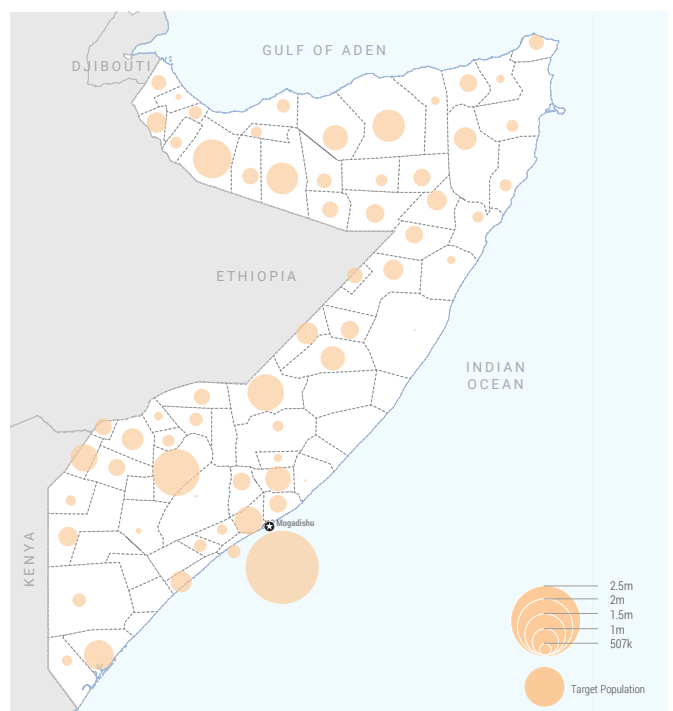 GULF OF ADEN
DJIBOUTI
ETHIOPIA
INDIAN
OCEAN
Mogadishu
KENYA
2.5m
2m
1.5m
1m
507k
Target Population